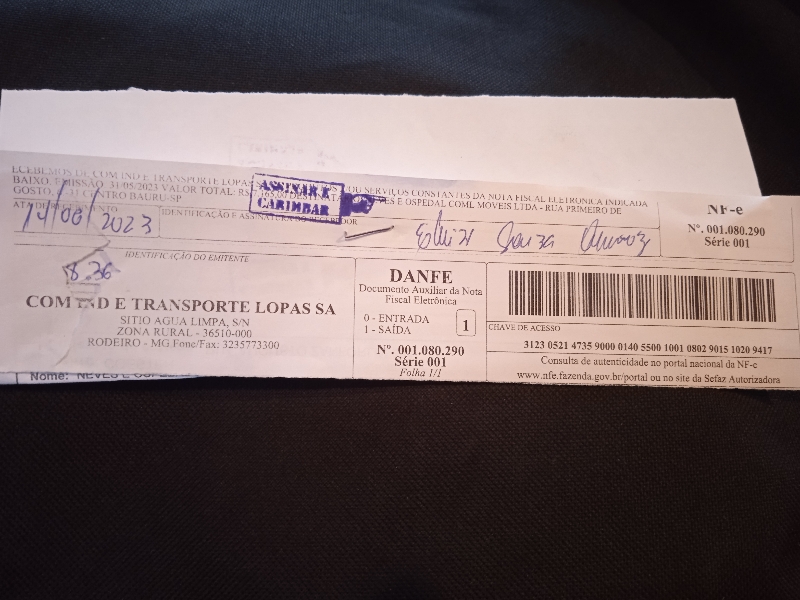 ECEBEMOS DE COM IND E TRANSPORTE LOPAS OU SERVIÇOS CONSTANTES DA NOTA FISCAL ELETRÔNICA INDICADA
BAIXO. EMISSÃO: 31/05/2023 VALOR TOTAL: E OSPEDAL COML MOVEIS LTDA - RUA PRIMEIRO DE
GOSTO, CENTRO BAURU-SP
ASSINAR E
CARIMBAR
ATA DE RECEBIMENTO
IDENTIFICAÇÃO E ASSINATURA DO RECEBEDOR
14/06/2023
Souza
NF-e
Nº. 001.080.290
Série 001
8.36
IDENTIFICAÇÃO DO EMITENTE
COM IND E TRANSPORTE LOPAS SA
SITIO AGUA LIMPA, S/N
ZONA RURAL - 36510-000
RODEIRO - MG Fone/Fax: 3235773300
DANFE
Documento Auxiliar da Nota
Fiscal Eletrônica
0 - ENTRADA
1 - SAÍDA
1
Nº. 001.080.290
Série 001
Folha 1/1
CHAVE DE ACESSO
3123 0521 4735 9000 0140 5500 1001 0802 9015 1020 9417
Consulta de autenticidade no portal nacional da NF-e
www.nfe.fazenda.gov.br/portal ou no site da Sefaz Autorizadora
Nome: